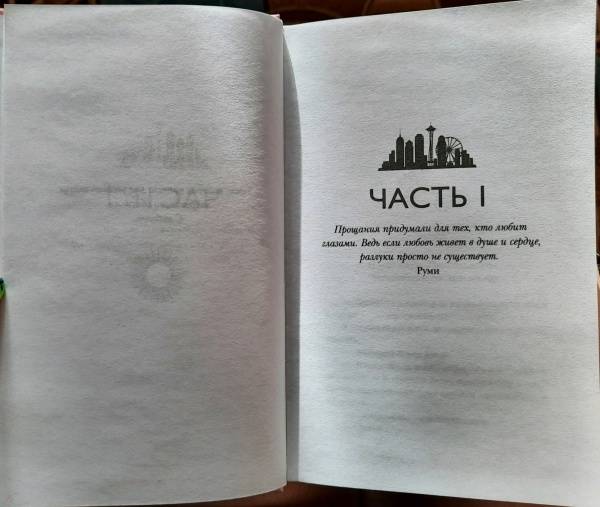 ЧАСТЬ I
Прощания придумали для тех, кто любит
глазами. Ведь если любовь живет в душе и сердце,
разлуки просто не существует.
Руми